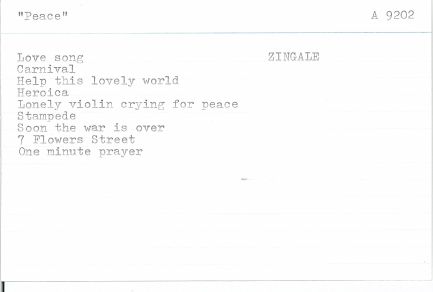 "Peace" A 9202
Love song ZINGALE
Carnival
Help this lovely world
Heroica
Lonely violin crying for peace
Stampede
Soon the war is over
7 Flowers Street
One minute prayer